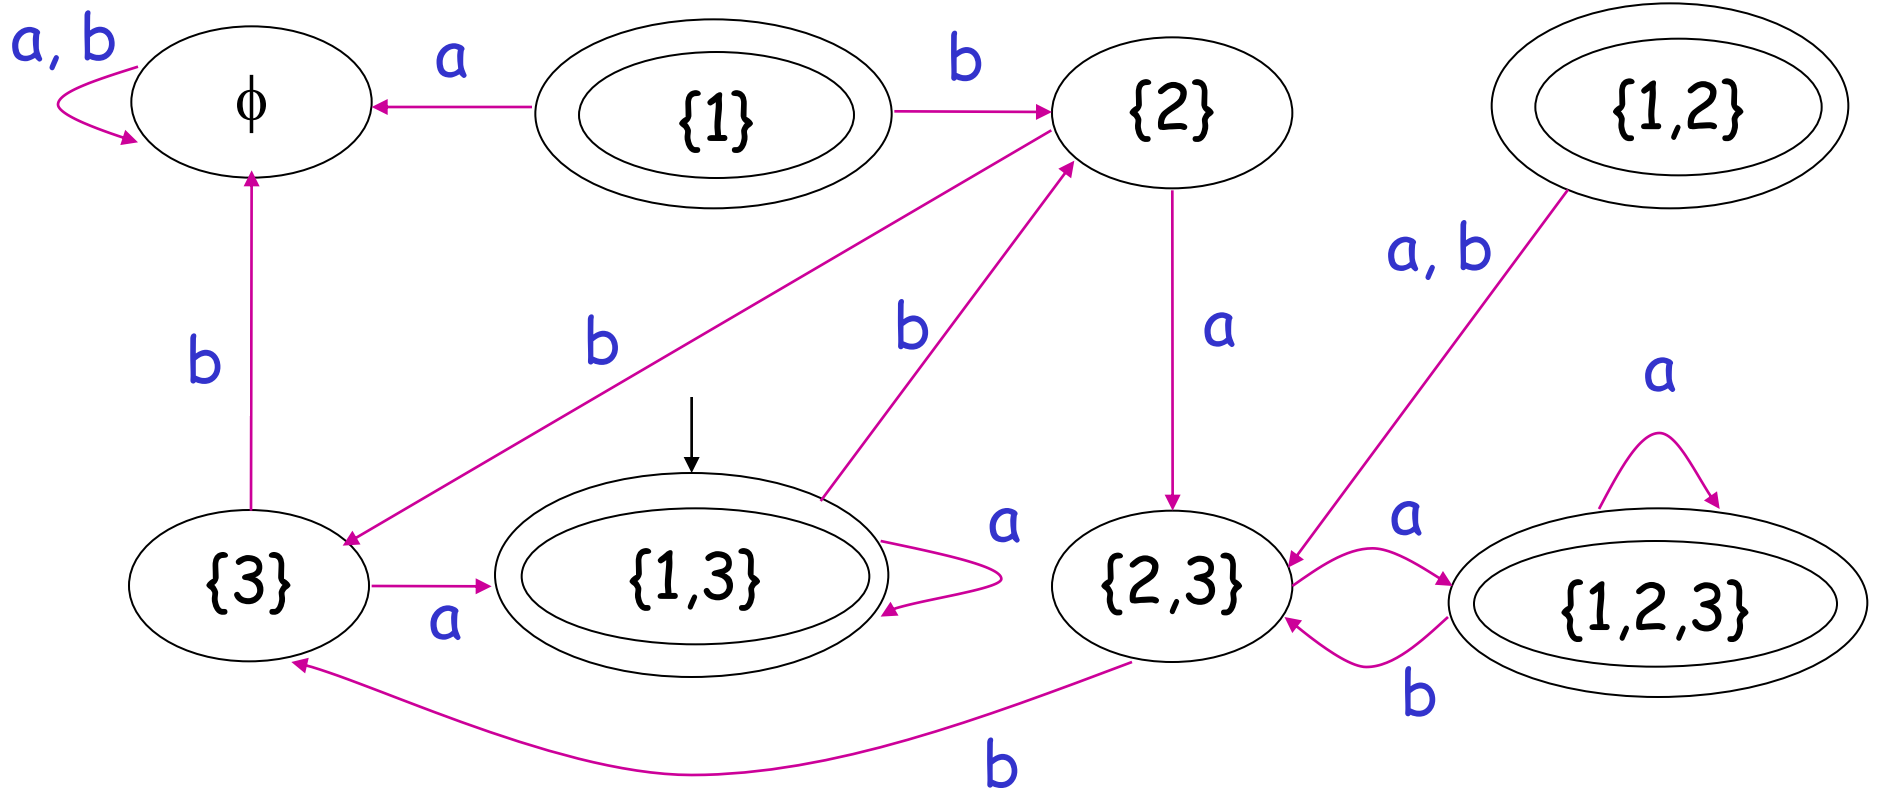 a, b
ϕ
a
{1}
b
{2}
{1,2}
a, b
b
b
b
a
a
{3}
a
{1,3}
a
{2,3}
a
{1,2,3}
b
b